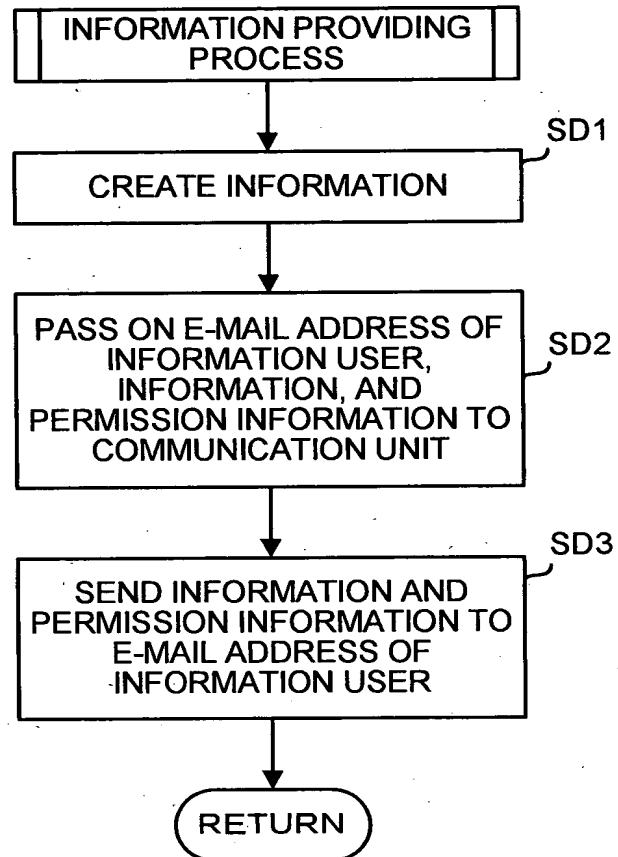 INFORMATION PROVIDING
PROCESS
SD1
CREATE INFORMATION
PASS ON E-MAIL ADDRESS OF
INFORMATION USER,
INFORMATION, AND
PERMISSION INFORMATION TO
COMMUNICATION UNIT
SD2
SEND INFORMATION AND
PERMISSION INFORMATION TO
E-MAIL ADDRESS OF
INFORMATION USER
SD3
RETURN